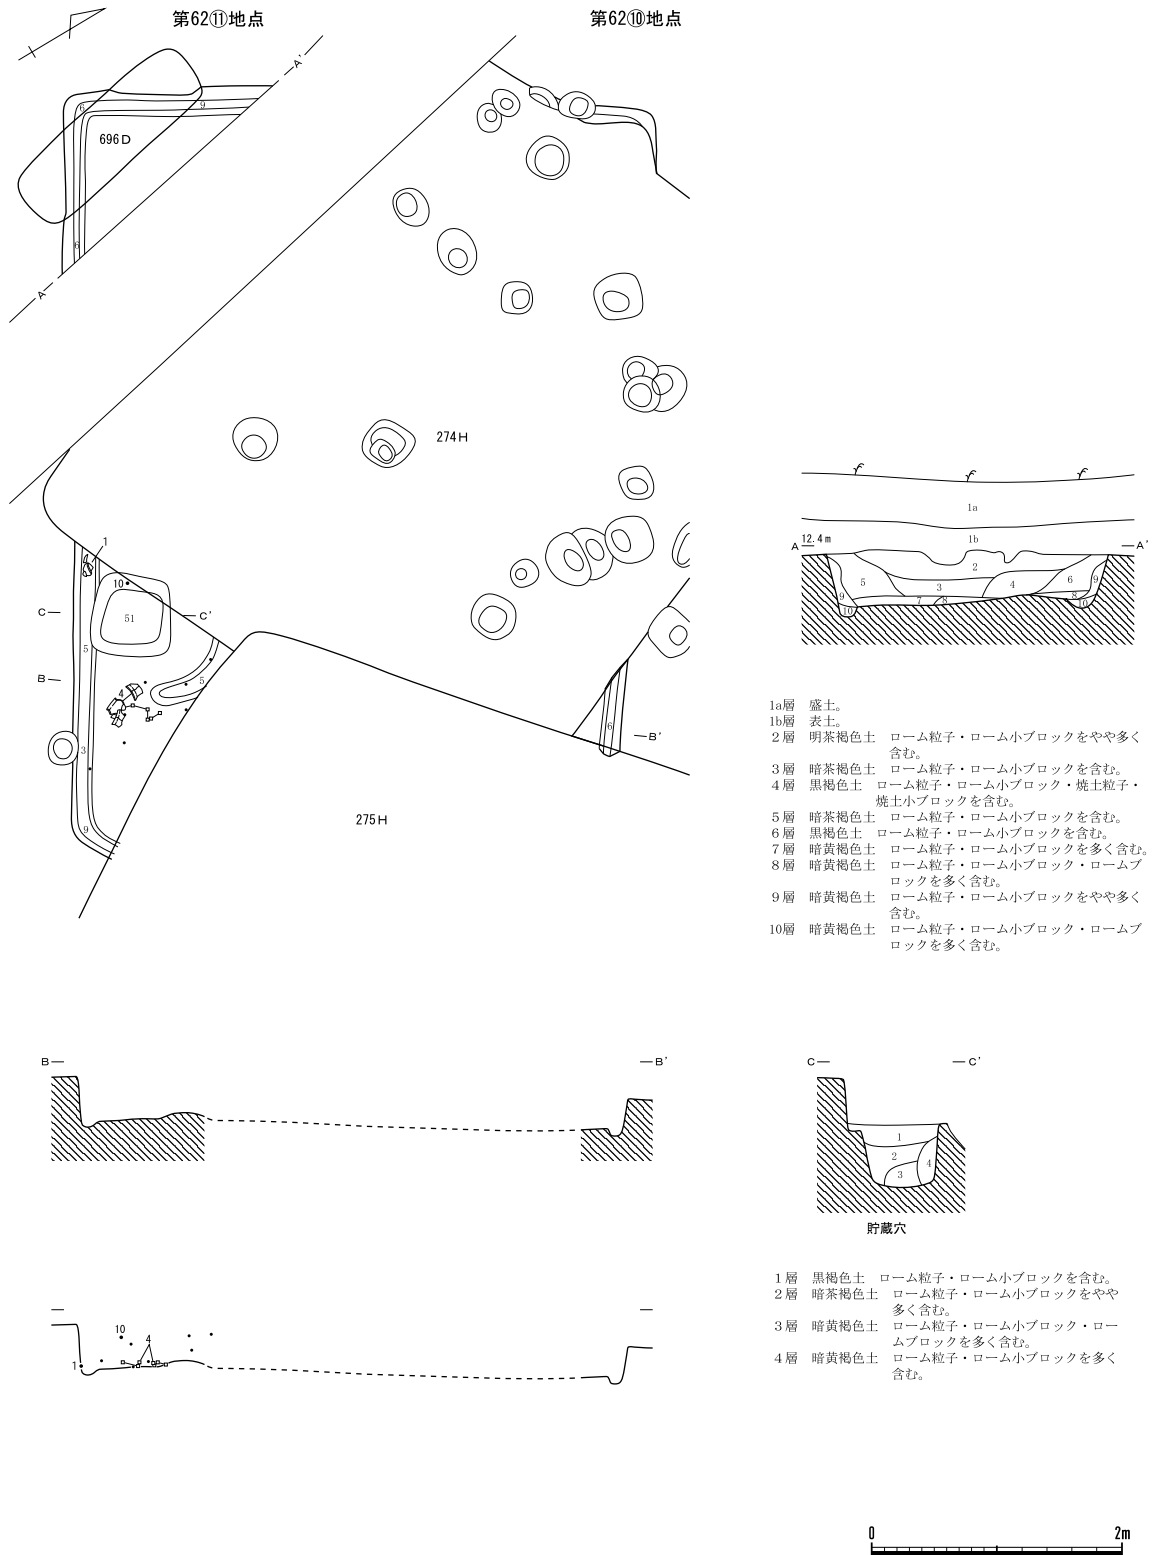 第62⑪地点
第62⑩地点
A'
6
9
696D
6
A
274H
1
10
C
C'
51
5
B
4
5
3
6
B'
9
275H
1a
1b
A
12.4m
A'
2
5
3
4
6
9
9
7
8
8
10
10
1a層 盛土。
1b層 表土。
2層 明茶褐色土 ローム粒子・ローム小ブロックをやや多く
含む。
3層 暗茶褐色土 ローム粒子・ローム小ブロックを含む。
4層 黒褐色土 ローム粒子・ローム小ブロック・焼土粒子・
焼土小ブロックを含む。
5層 暗茶褐色土 ローム粒子・ローム小ブロックを含む。
6層 黒褐色土 ローム粒子・ローム小ブロックを含む。
7層 暗黄褐色土 ローム粒子・ローム小ブロックを多く含む。
8層 暗黄褐色土 ローム粒子・ローム小ブロック・ロームブ
ロックを多く含む。
9層 暗黄褐色土 ローム粒子・ローム小ブロックをやや多く
含む。
10層 暗黄褐色土 ローム粒子・ローム小ブロック・ロームブ
ロックを多く含む。
B
B'
C
C'
1
2
3
4
貯蔵穴
10
4
1
1層 黒褐色土 ローム粒子・ローム小ブロックを含む。
2層 暗茶褐色土 ローム粒子・ローム小ブロックをやや
多く含む。
3層 暗黄褐色土 ローム粒子・ローム小ブロック・ロー
ムブロックを多く含む。
4層 暗黄褐色土 ローム粒子・ローム小ブロックを多く
含む。
0
2m